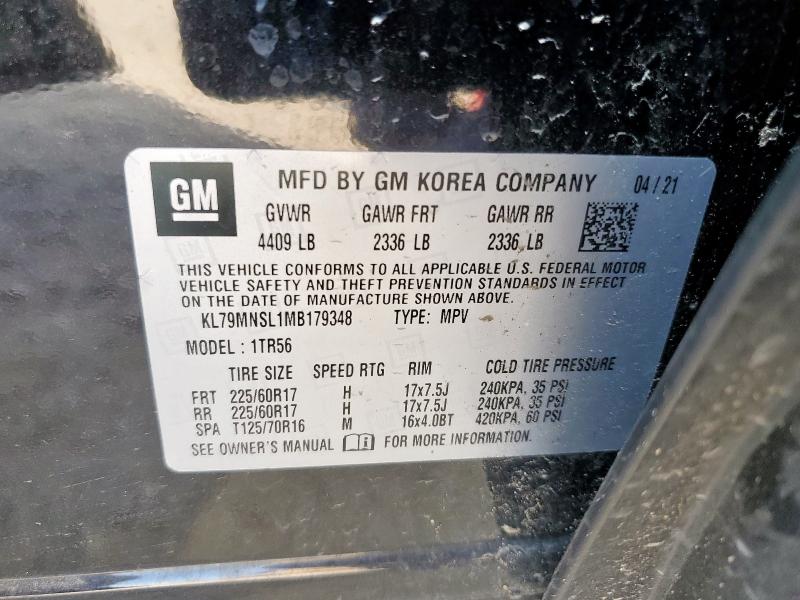 GM MFD BY GM KOREA COMPANY 04/21
GVWR GAWR FRT GAWR RR
4409 LB 2336 LB 2336 LB
THIS VEHICLE CONFORMS TO ALL APPLICABLE U.S. FEDERAL MOTOR
VEHICLE SAFETY AND THEFT PREVENTION STANDARDS IN EFFECT
ON THE DATE OF MANUFACTURE SHOWN ABOVE.
KL79MNSL1MB179348 TYPE: MPV
MODEL: 1TR56
TIRE SIZE SPEED RTG RIM COLD TIRE PRESSURE
FRT 225/60R17 H 17x7.5J 240KPA, 35 PSI
RR 225/60R17 H 17x7.5J 240KPA, 35 PSI
SPA T125/70R16 M 16x4.0BT 420KPA, 60 PSI
SEE OWNER'S MANUAL FOR MORE INFORMATION.